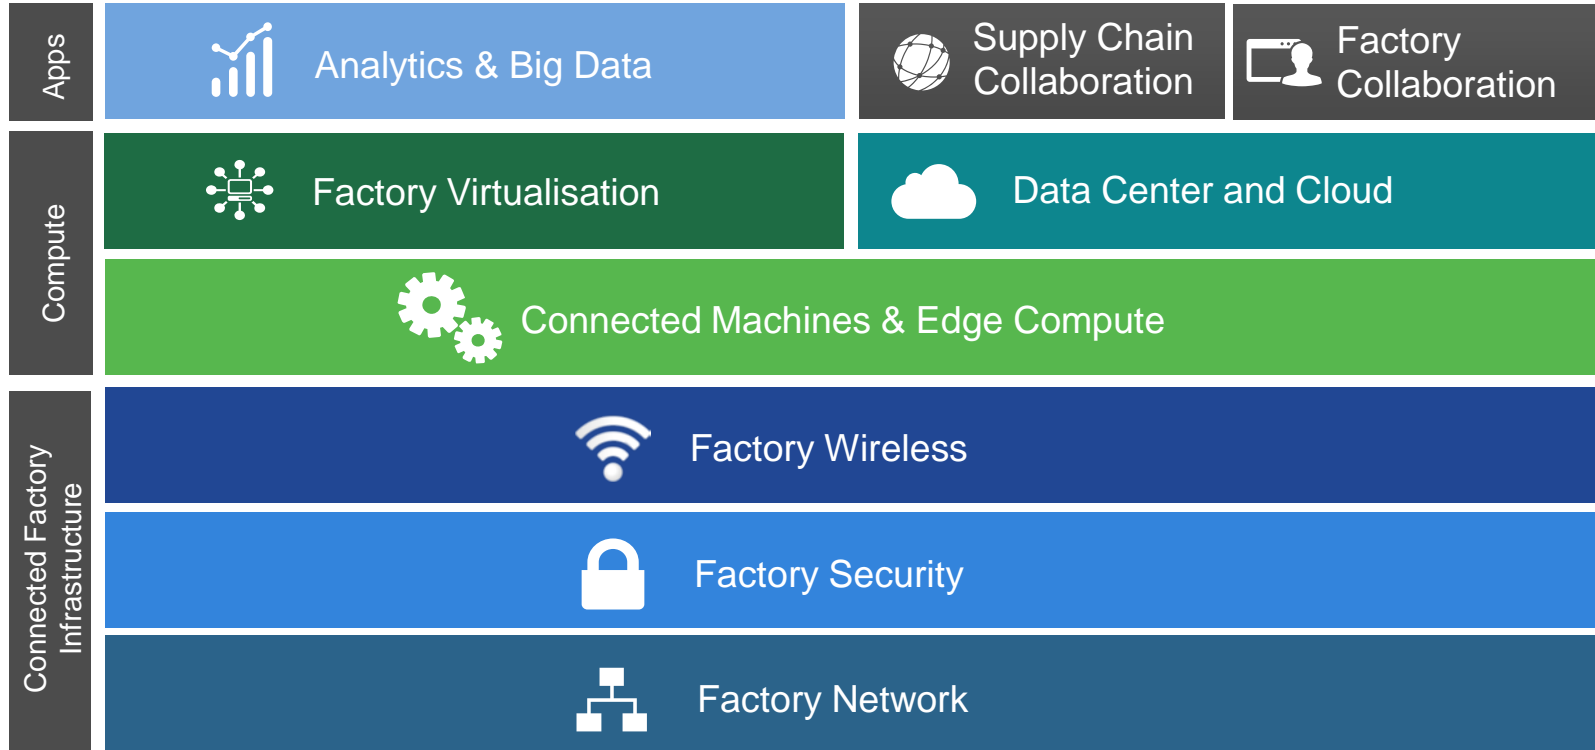 Apps
Analytics & Big Data
Supply Chain
Collaboration
Factory
Collaboration
Compute
Factory Virtualisation
Data Center and Cloud
Connected Machines & Edge Compute
Connected Factory
Infrastructure
Factory Wireless
Factory Security
Factory Network